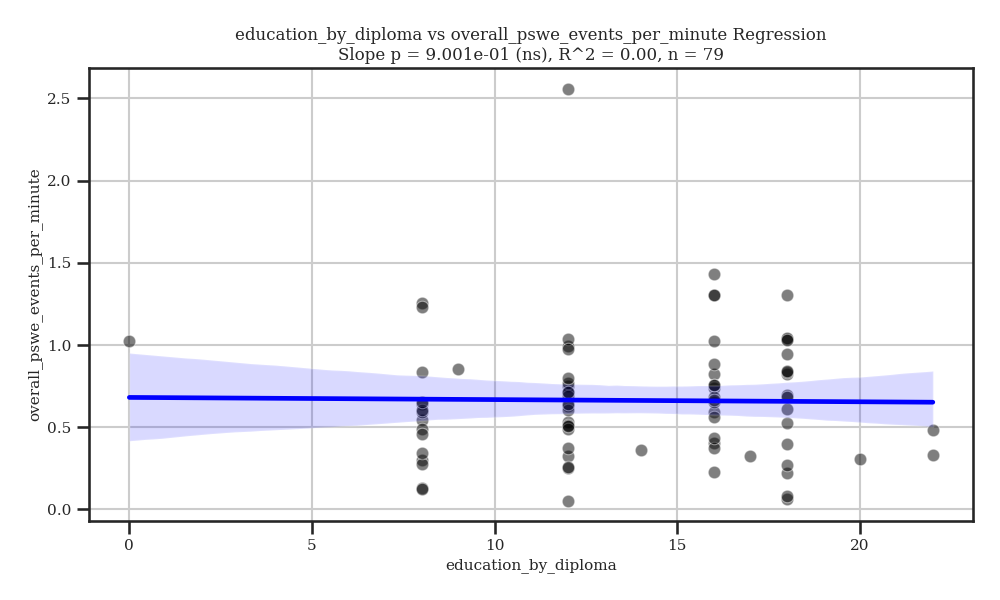 education_by_diploma vs overall_pswe_events_per_minute Regression
Slope p = 9.001e-01 (ns), R^2 = 0.00, n = 79
overall_pswe_events_per_minute
2.5
2.0
1.5
1.0
0.5
0.0
0
5
10
15
20
education_by_diploma